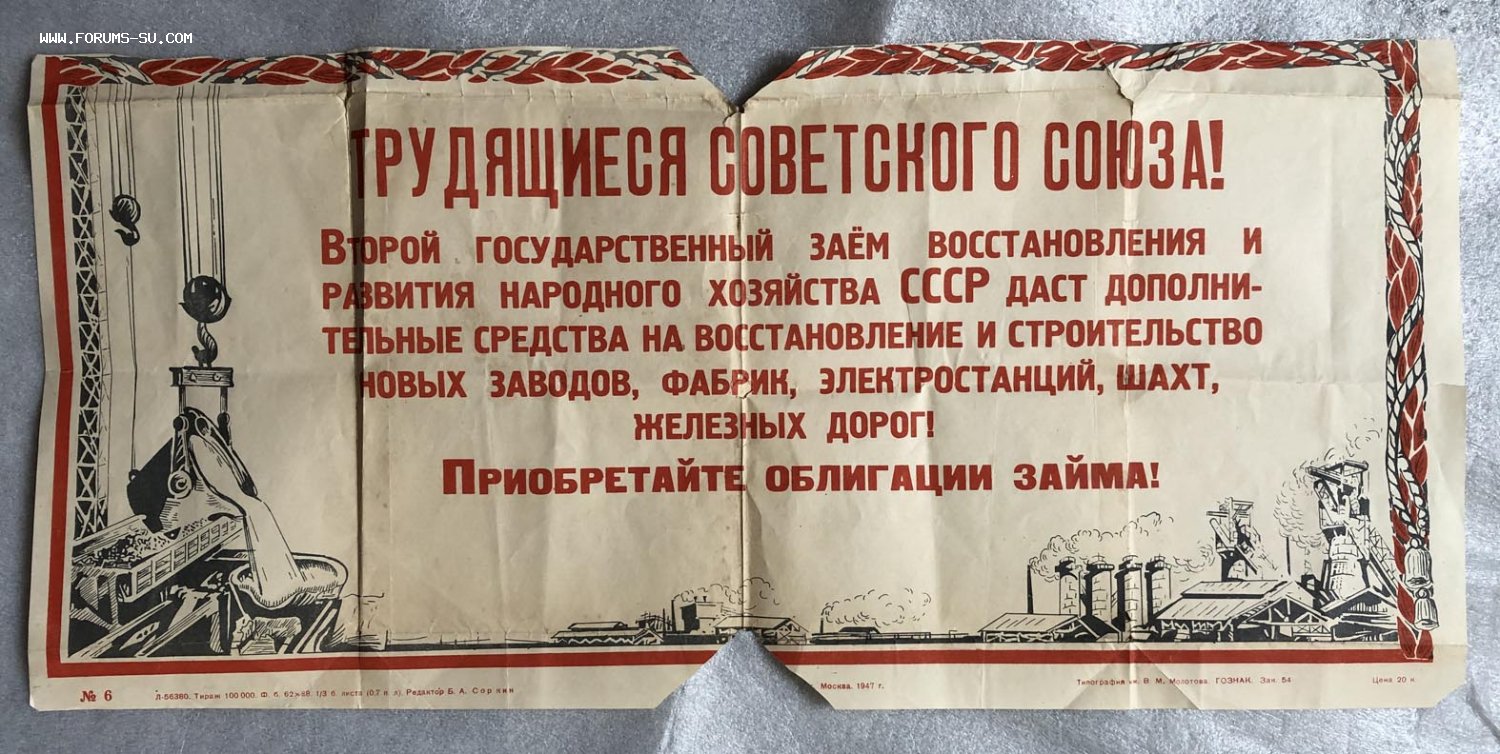 WWW.FORUMS-SU.COM
ТРУДЯЩИЕСЯ СОВЕТСКОГО СОЮЗА!
Второй государственный заём восстановления и
развития народного хозяйства СССР даст дополни-
тельные средства на восстановление и строительство
новых заводов, фабрик, электростанций, шахт,
железных дорог!
Приобретайте облигации займа!
№ 6 Л-56380. Тираж 100 000. Ф. б. 62×88. 1/3 б. листа (0,7 п. л). Редактор Б. А. Соркин Москва. 1947 г. Типография им. В. М. Молотова. ГОЗНАК. Зак. 54 Цена 20 к.